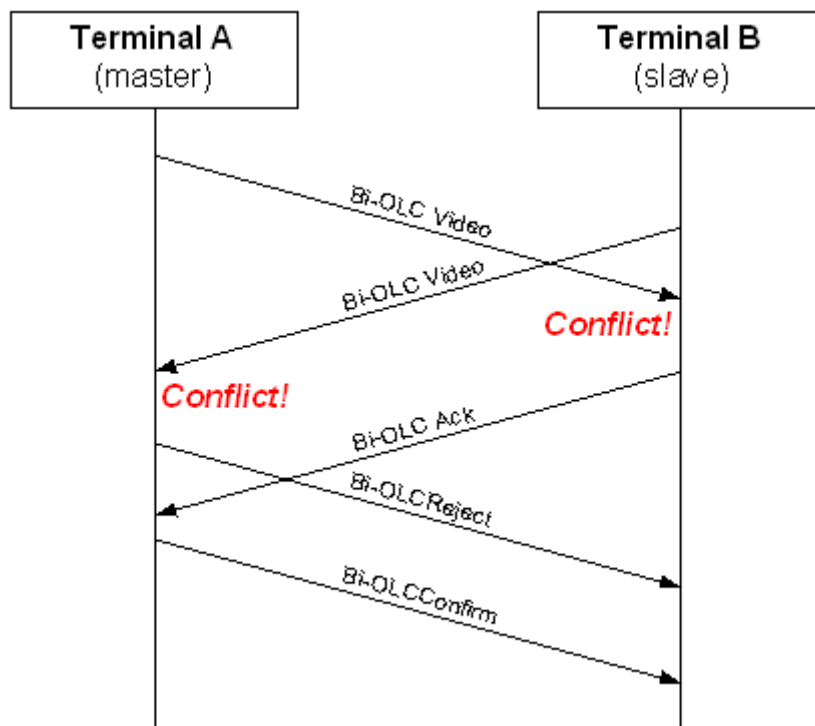 Terminal A
(master)
Terminal B
(slave)
Bi-OLC Video
Bi-OLC Video
Conflict!
Conflict!
Bi-OLC Ack
Bi-OLCReject
Bi-OLCConfirm